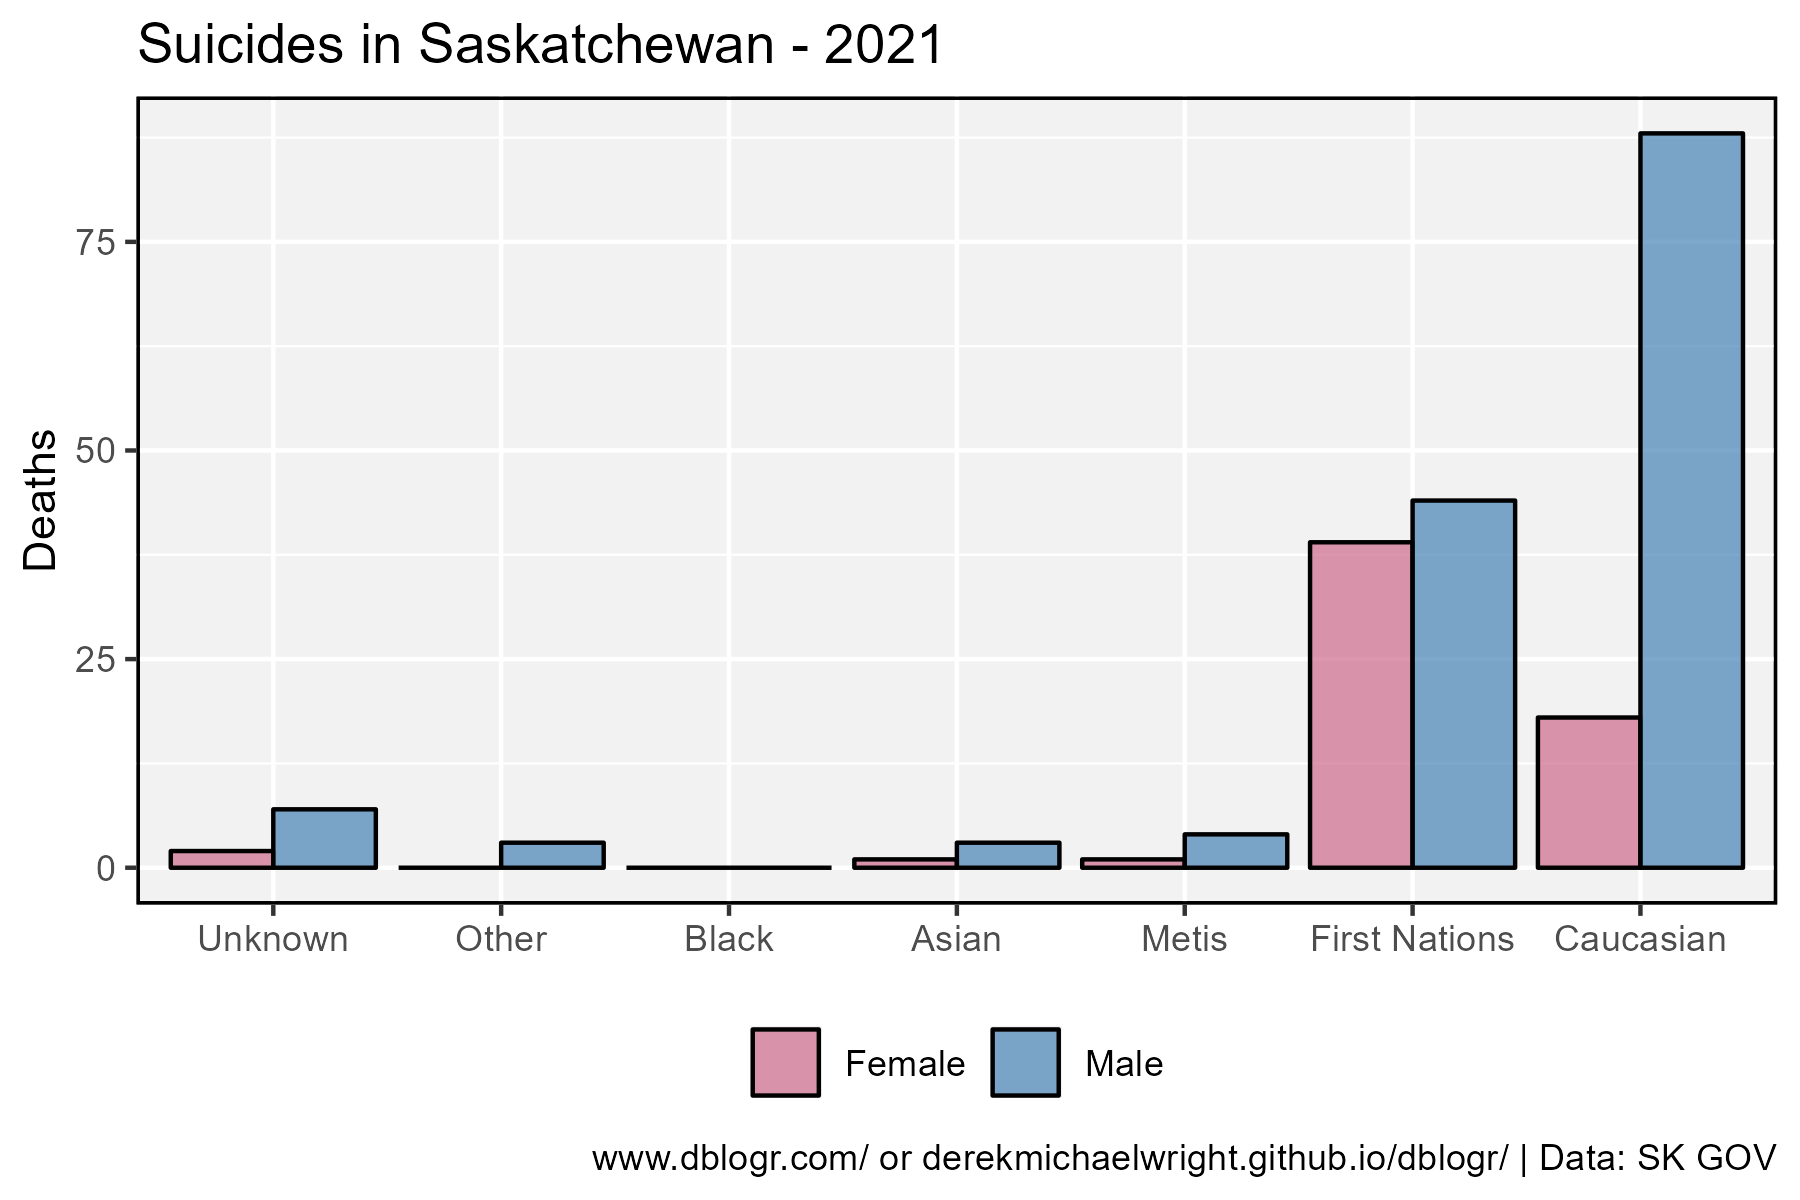 Suicides in Saskatchewan - 2021
Deaths
75
50
25
0
Unknown Other Black Asian Metis First Nations Caucasian
Female Male
www.dblogr.com/ or derekmichaelwright.github.io/dblogr/ | Data: SK GOV